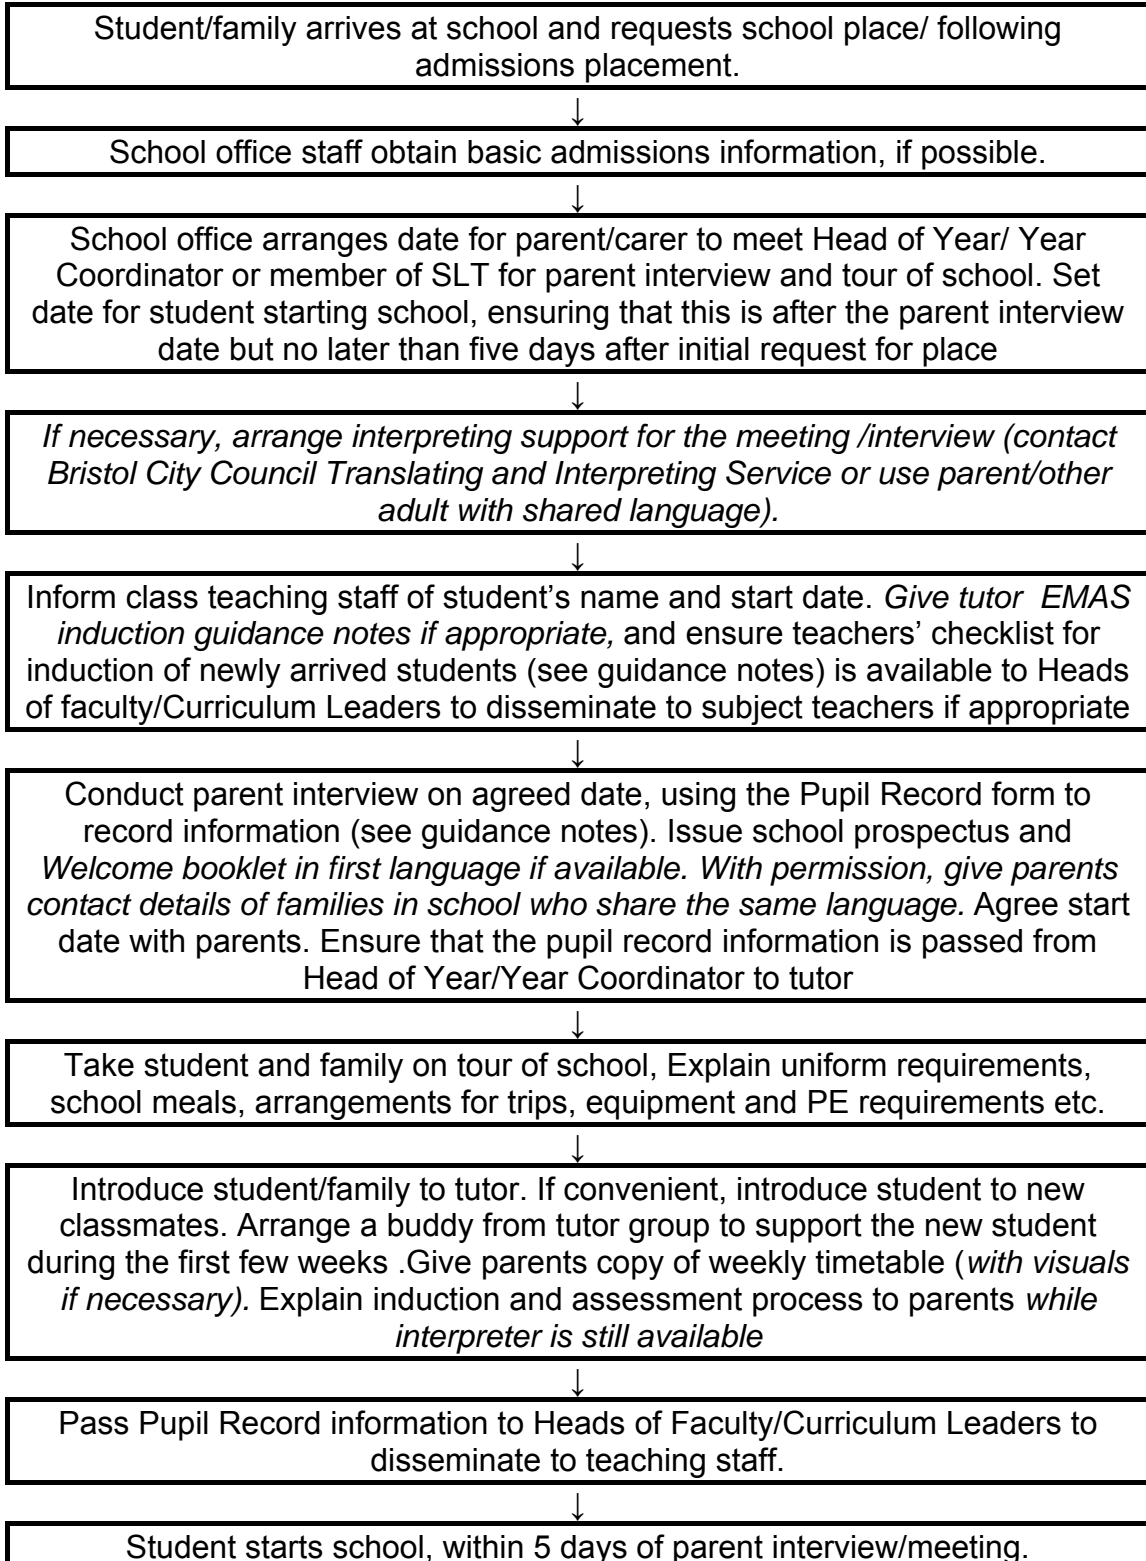 Student/family arrives at school and requests school place/ following
admissions placement.
↓
School office staff obtain basic admissions information, if possible.
↓
School office arranges date for parent/carer to meet Head of Year/ Year
Coordinator or member of SLT for parent interview and tour of school. Set
date for student starting school, ensuring that this is after the parent interview
date but no later than five days after initial request for place
↓
If necessary, arrange interpreting support for the meeting /interview (contact
Bristol City Council Translating and Interpreting Service or use parent/other
adult with shared language).
↓
Inform class teaching staff of student’s name and start date. Give tutor  EMAS
induction guidance notes if appropriate, and ensure teachers’ checklist for
induction of newly arrived students (see guidance notes) is available to Heads
of faculty/Curriculum Leaders to disseminate to subject teachers if appropriate
↓
Conduct parent interview on agreed date, using the Pupil Record form to
record information (see guidance notes). Issue school prospectus and
Welcome booklet in first language if available. With permission, give parents
contact details of families in school who share the same language. Agree start
date with parents. Ensure that the pupil record information is passed from
Head of Year/Year Coordinator to tutor
↓
Take student and family on tour of school, Explain uniform requirements,
school meals, arrangements for trips, equipment and PE requirements etc.
↓
Introduce student/family to tutor. If convenient, introduce student to new
classmates. Arrange a buddy from tutor group to support the new student
during the first few weeks .Give parents copy of weekly timetable (with visuals
if necessary). Explain induction and assessment process to parents while
interpreter is still available
↓
Pass Pupil Record information to Heads of Faculty/Curriculum Leaders to
disseminate to teaching staff.
↓
Student starts school, within 5 days of parent interview/meeting.